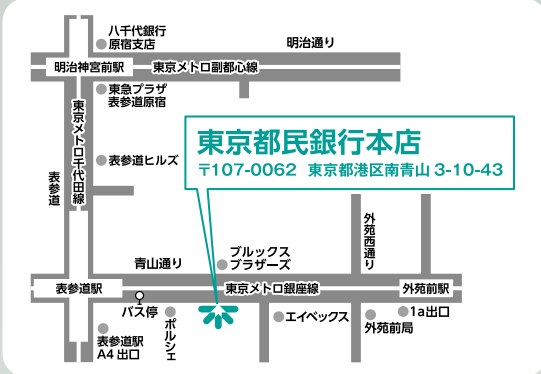 八千代銀行
原宿支店
明治通り
明治神宮前駅
東京メトロ副都心線
東急プラザ
表参道原宿
東京メトロ千代田線
表参道ヒルズ
表参道
東京都民銀行本店
〒107-0062 東京都港区南青山 3-10-43
外苑西通り
青山通り
ブルックス
ブラザーズ
表参道駅
東京メトロ銀座線
外苑前駅
バス停
ポルシェ
エイベックス
1a出口
外苑前局
表参道駅
A4 出口